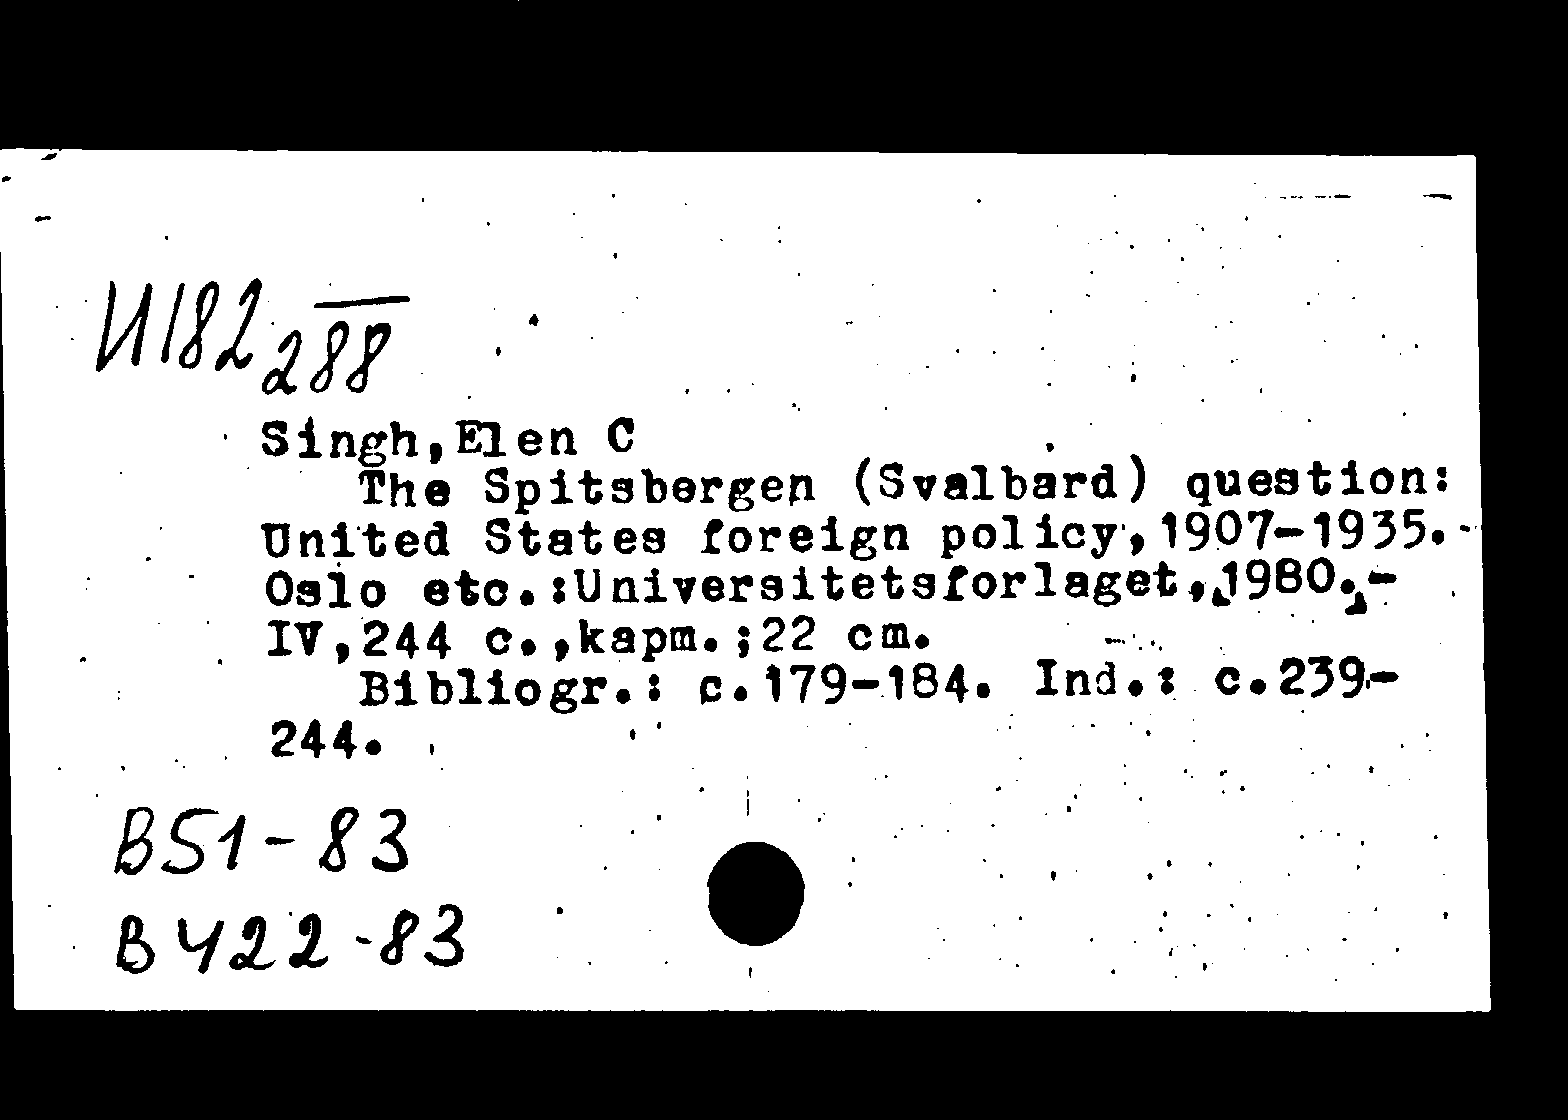 И182 288
Singh, Elen C
The Spitsbergen (Svalbard) question:
United States foreign policy, 1907-1935.-
Oslo etc.:Universitetsforlaget, 1980.-
IV, 244 с., карт.; 22 cm.
Bibliogr.: с.179-184. Ind.: с.239-
244.
B51-83
В422-83